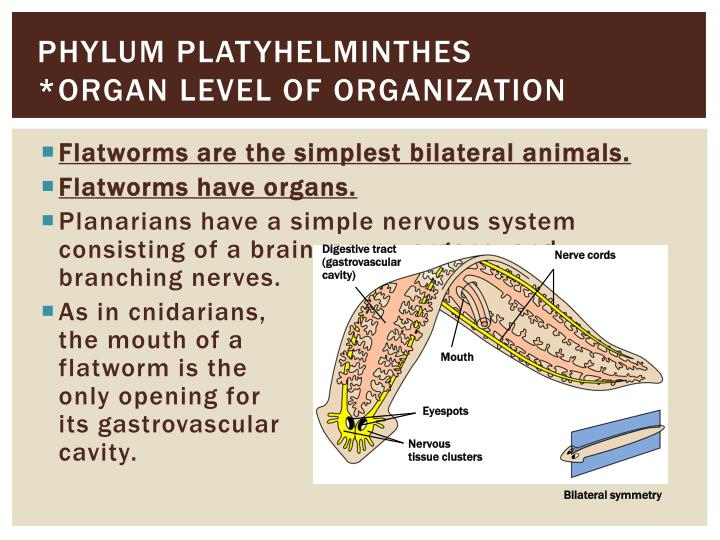 PHYLUM PLATYHELMINTHES
*ORGAN LEVEL OF ORGANIZATION
Flatworms are the simplest bilateral animals.
Flatworms have organs.
Planarians have a simple nervous system
consisting of a brain
branching nerves.
As in cnidarians,
the mouth of a
flatworm is the
only opening for
its gastrovascular
cavity.
Digestive tract
(gastrovascular
cavity)
Nerve cords
Mouth
Eyespots
Nervous
tissue clusters
Bilateral symmetry